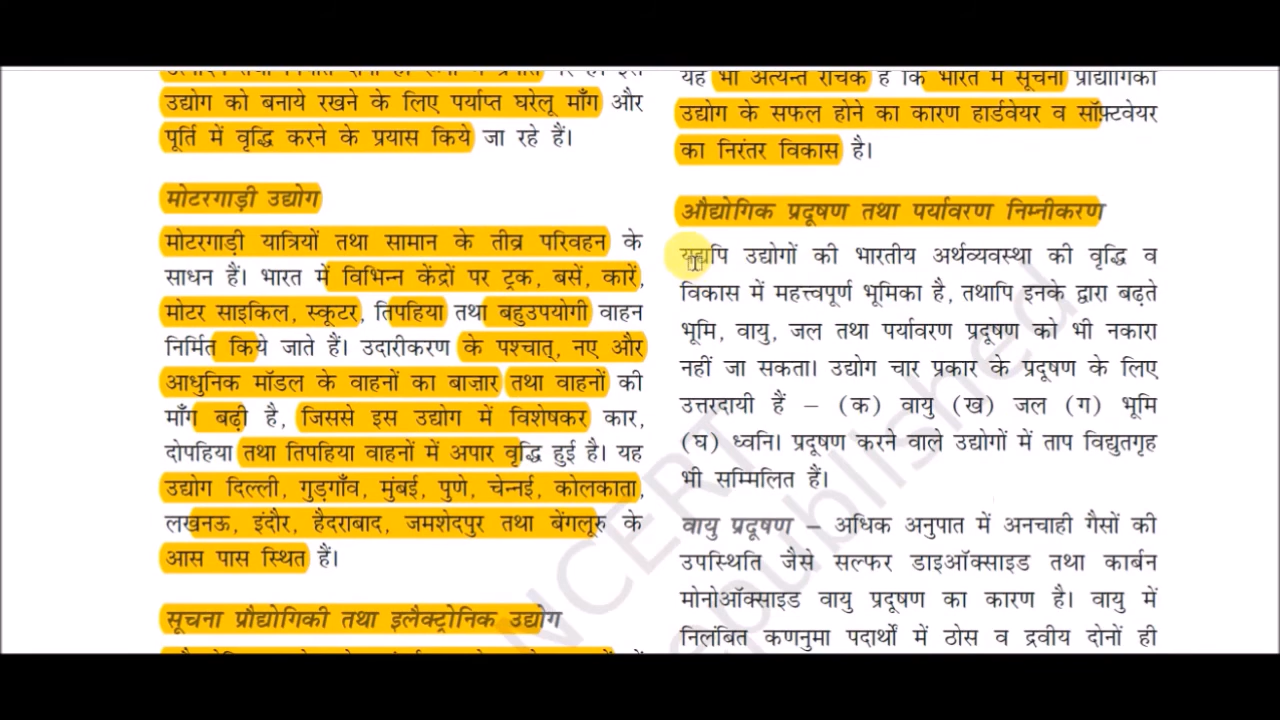 उद्योग को बनाये रखने के लिए पर्याप्त घरेलू माँग और
पूर्ति में वृद्धि करने के प्रयास किये जा रहे हैं।
मोटरगाड़ी उद्योग
मोटरगाड़ी यात्रियों तथा सामान के तीव्र परिवहन के
साधन हैं। भारत में विभिन्न केंद्रों पर ट्रक, बसें, कारें,
मोटर साइकिल, स्कूटर, तिपहिया तथा बहुउपयोगी वाहन
निर्मित किये जाते हैं। उदारीकरण के पश्चात्, नए और
आधुनिक मॉडल के वाहनों का बाज़ार तथा वाहनों की
माँग बढ़ी है, जिससे इस उद्योग में विशेषकर कार,
दोपहिया तथा तिपहिया वाहनों में अपार वृद्धि हुई है। यह
उद्योग दिल्ली, गुड़गाँव, मुंबई, पुणे, चेन्नई, कोलकाता,
लखनऊ, इंदौर, हैदराबाद, जमशेदपुर तथा बेंगलूरु के
आस पास स्थित हैं।
सूचना प्रौद्योगिकी तथा इलैक्ट्रोनिक उद्योग
यह भी अत्यन्त रोचक है कि भारत में सूचना प्रौद्योगिकी
उद्योग के सफल होने का कारण हार्डवेयर व सॉफ़्टवेयर
का निरंतर विकास है।
औद्योगिक प्रदूषण तथा पर्यावरण निम्नीकरण
यद्यपि उद्योगों की भारतीय अर्थव्यवस्था की वृद्धि व
विकास में महत्त्वपूर्ण भूमिका है, तथापि इनके द्वारा बढ़ते
भूमि, वायु, जल तथा पर्यावरण प्रदूषण को भी नकारा
नहीं जा सकता। उद्योग चार प्रकार के प्रदूषण के लिए
उत्तरदायी हैं – (क) वायु (ख) जल (ग) भूमि
(घ) ध्वनि। प्रदूषण करने वाले उद्योगों में ताप विद्युतगृह
भी सम्मिलित हैं।
वायु प्रदूषण – अधिक अनुपात में अनचाही गैसों की
उपस्थिति जैसे सल्फर डाइऑक्साइड तथा कार्बन
मोनोऑक्साइड वायु प्रदूषण का कारण है। वायु में
निलंबित कणनुमा पदार्थों में ठोस व द्रवीय दोनों ही
NCERT
republished